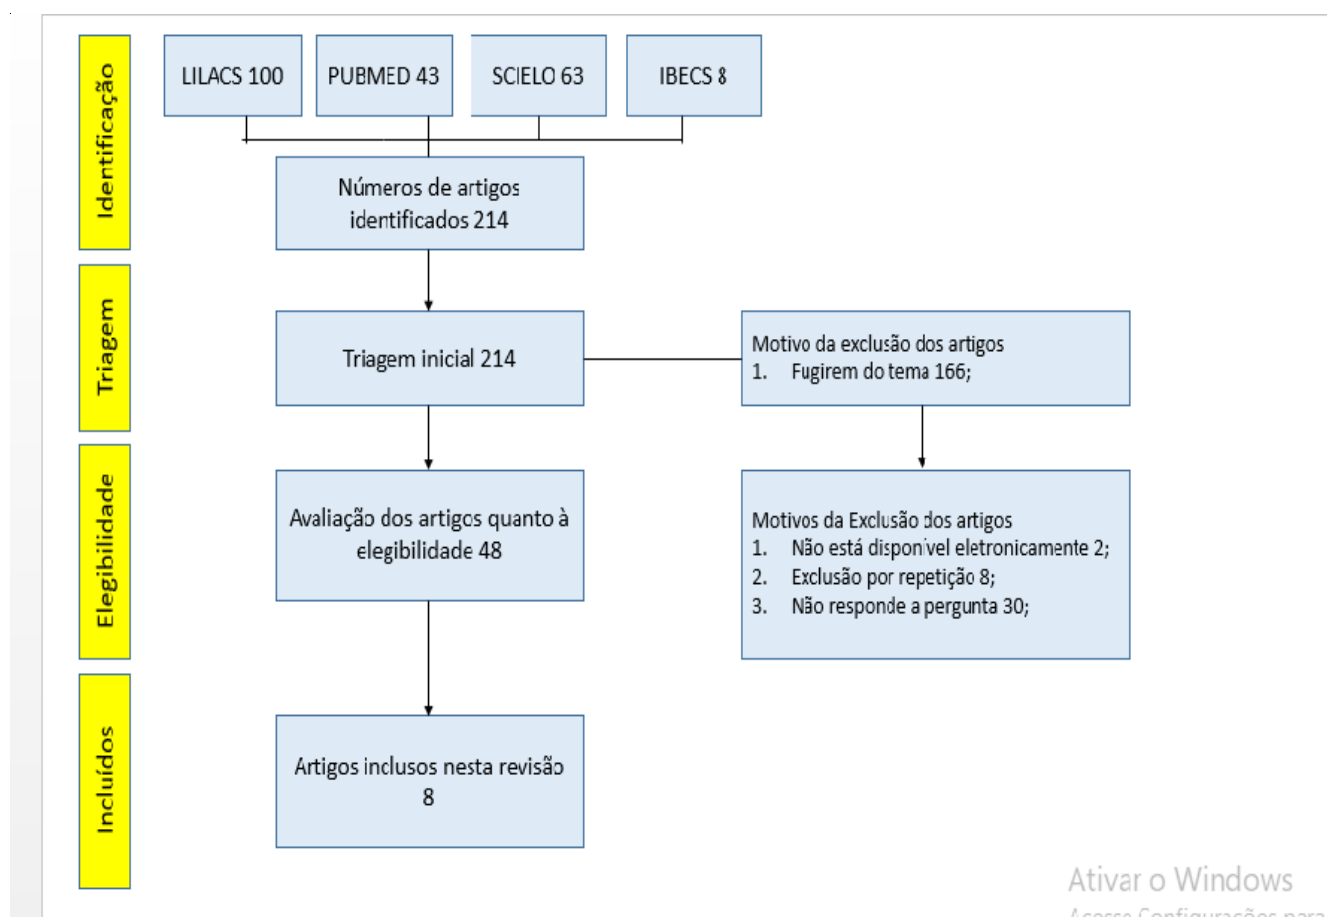 Identificação
LILACS 100
PUBMED 43
SCIELO 63
IBECS 8
Números de artigos
identificados 214
Triagem
Triagem inicial 214
Motivo da exclusão dos artigos
1. Fugirem do tema 166;
Elegibilidade
Avaliação dos artigos quanto à
elegibilidade 48
Motivos da Exclusão dos artigos
1. Não está disponível eletronicamente 2;
2. Exclusão por repetição 8;
3. Não responde a pergunta 30;
Incluídos
Artigos inclusos nesta revisão
8
Ativar o Windows
Acesse Configurações para